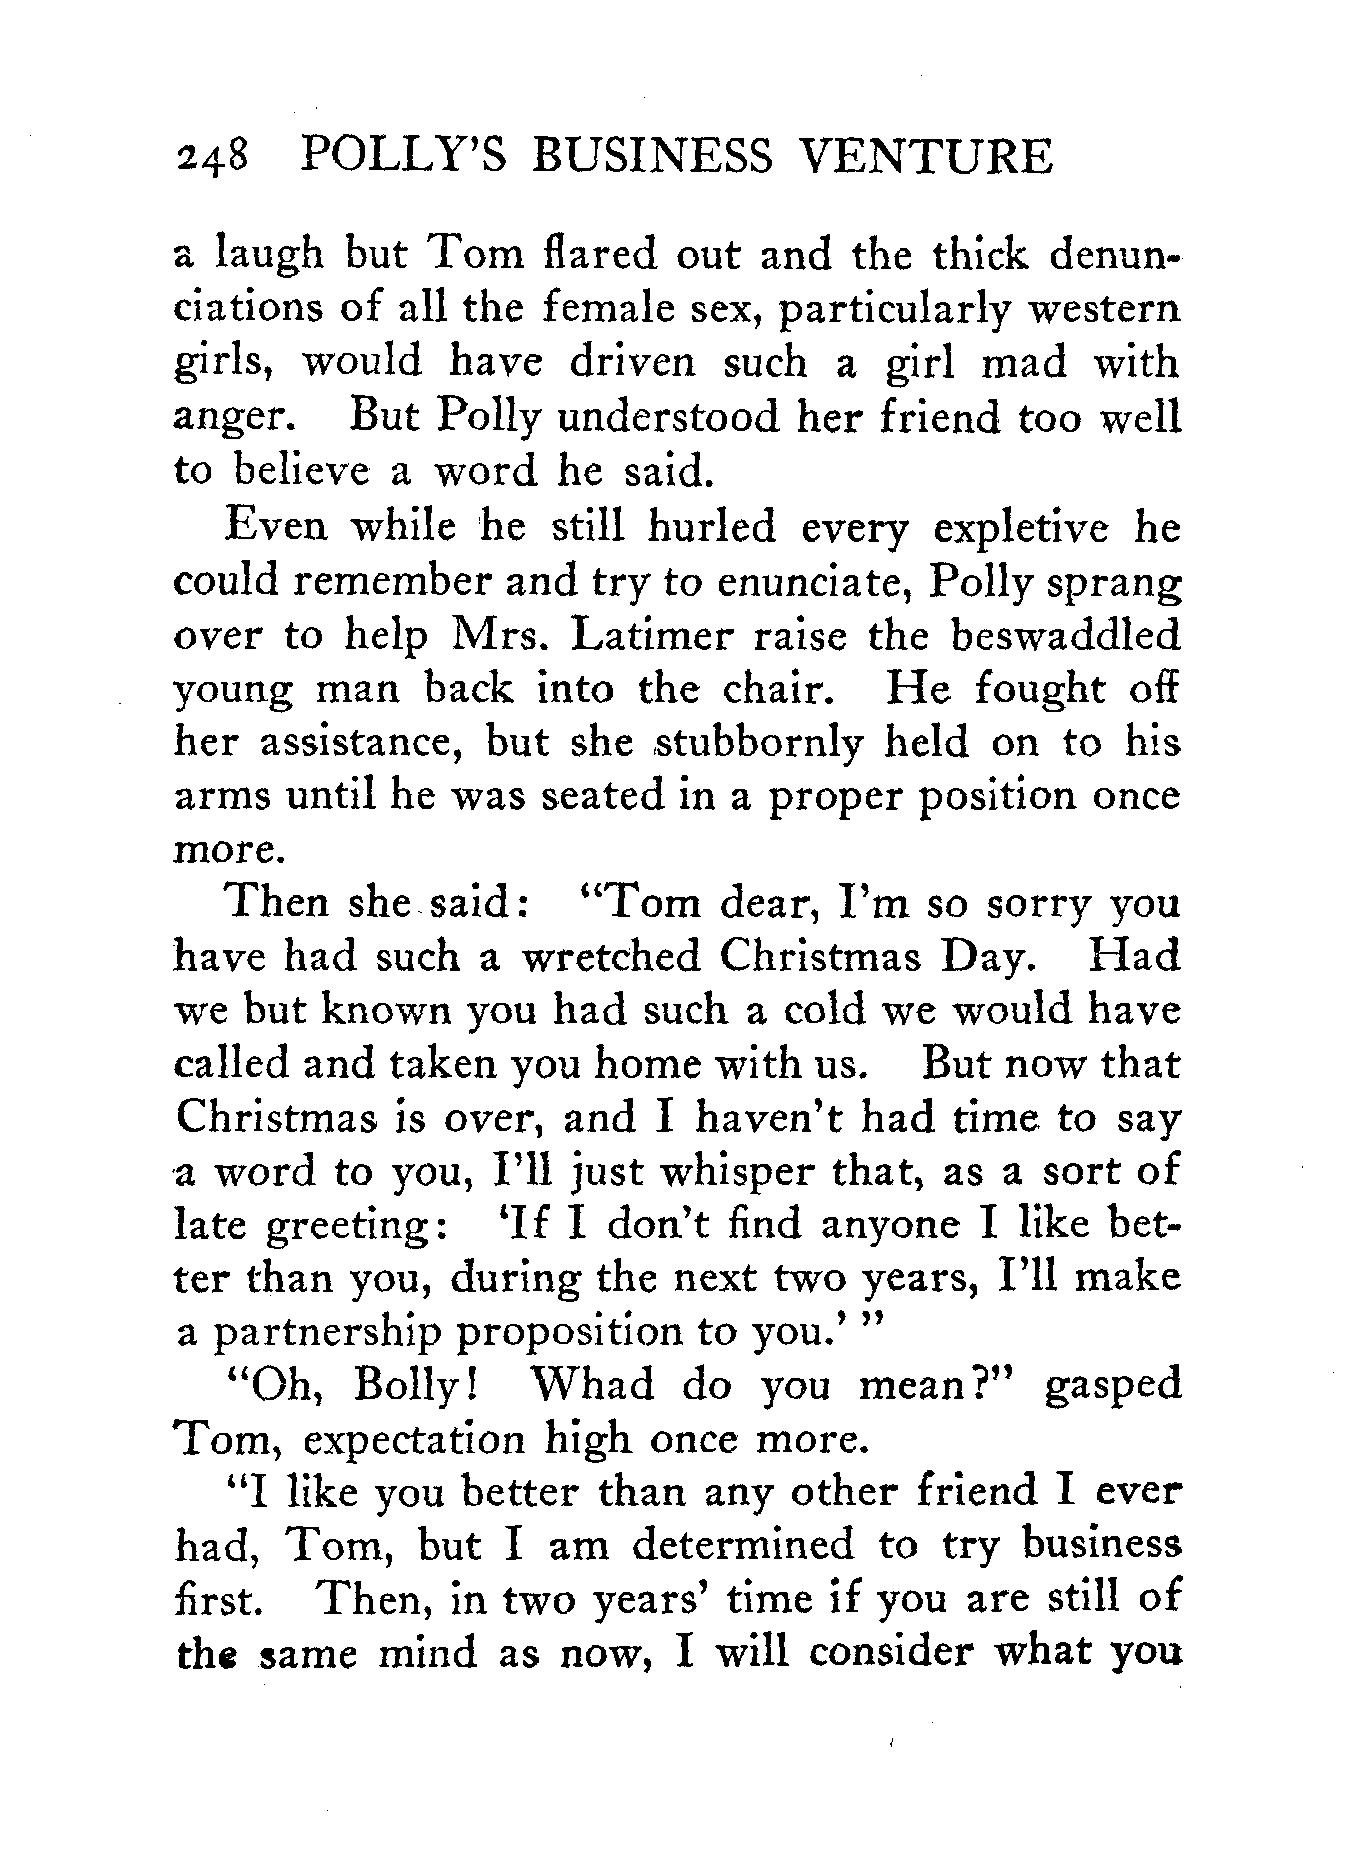 248 POLLY'S BUSINESS VENTURE
a laugh but Tom flared out and the thick denun-
ciations of all the female sex, particularly western
girls, would have driven such a girl mad with
anger. But Polly understood her friend too well
to believe a word he said.
Even while he still hurled every expletive he
could remember and try to enunciate, Polly sprang
over to help Mrs. Latimer raise the beswaddled
young man back into the chair. He fought off
her assistance, but she stubbornly held on to his
arms until he was seated in a proper position once
more.
Then she said: "Tom dear, I'm so sorry you
have had such a wretched Christmas Day. Had
we but known you had such a cold we would have
called and taken you home with us. But now that
Christmas is over, and I haven't had time to say
a word to you, I'll just whisper that, as a sort of
late greeting: 'If I don't find anyone I like bet-
ter than you, during the next two years, I'll make
a partnership proposition to you.' "
"Oh, Bolly! Whad do you mean?" gasped
Tom, expectation high once more.
"I like you better than any other friend I ever
had, Tom, but I am determined to try business
first. Then, in two years' time if you are still of
the same mind as now, I will consider what you